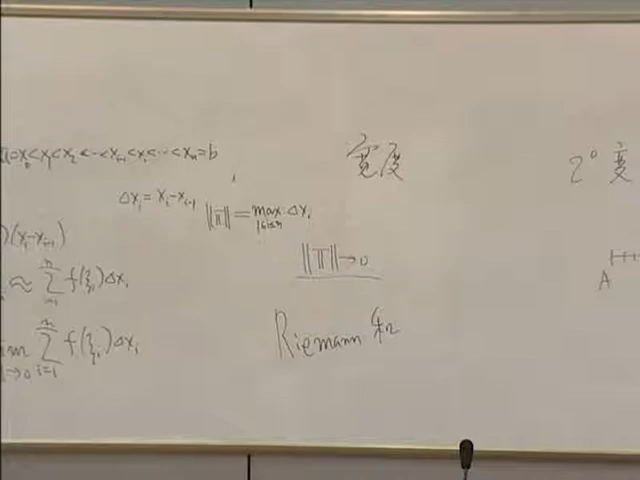 a=x₀<x₁<x₂<⋯<xᵢ₋₁<xᵢ<⋯<xₙ=b
Δxᵢ=xᵢ-xᵢ₋₁
‖π‖=max Δxᵢ
1≤i≤n
)(xᵢ-xᵢ₋₁)
≈ ∑ f(ξᵢ)Δxᵢ
n
i=1
∑ f(ξᵢ)Δxᵢ
n
→0 i=1
宽度
‖π‖→0
Riemann 和
2° 变
A